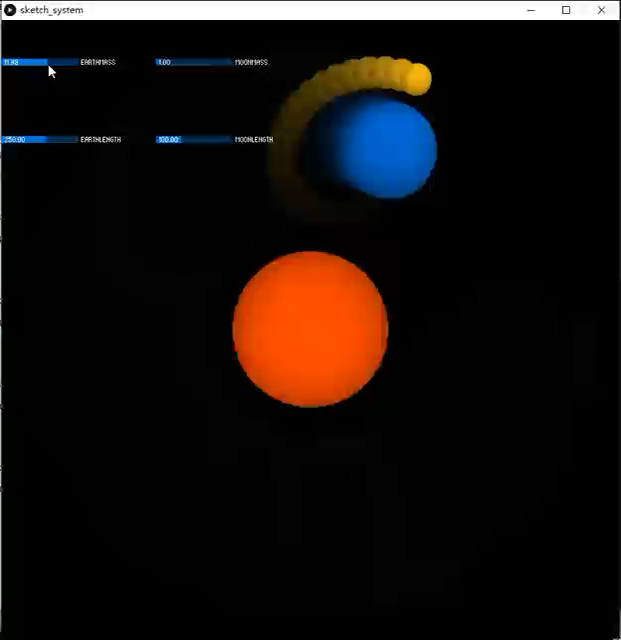 sketch_system
EARTHMASS
1.00 MOONMASS
250.00 EARTHLENGTH
100.00 MOONLENGTH